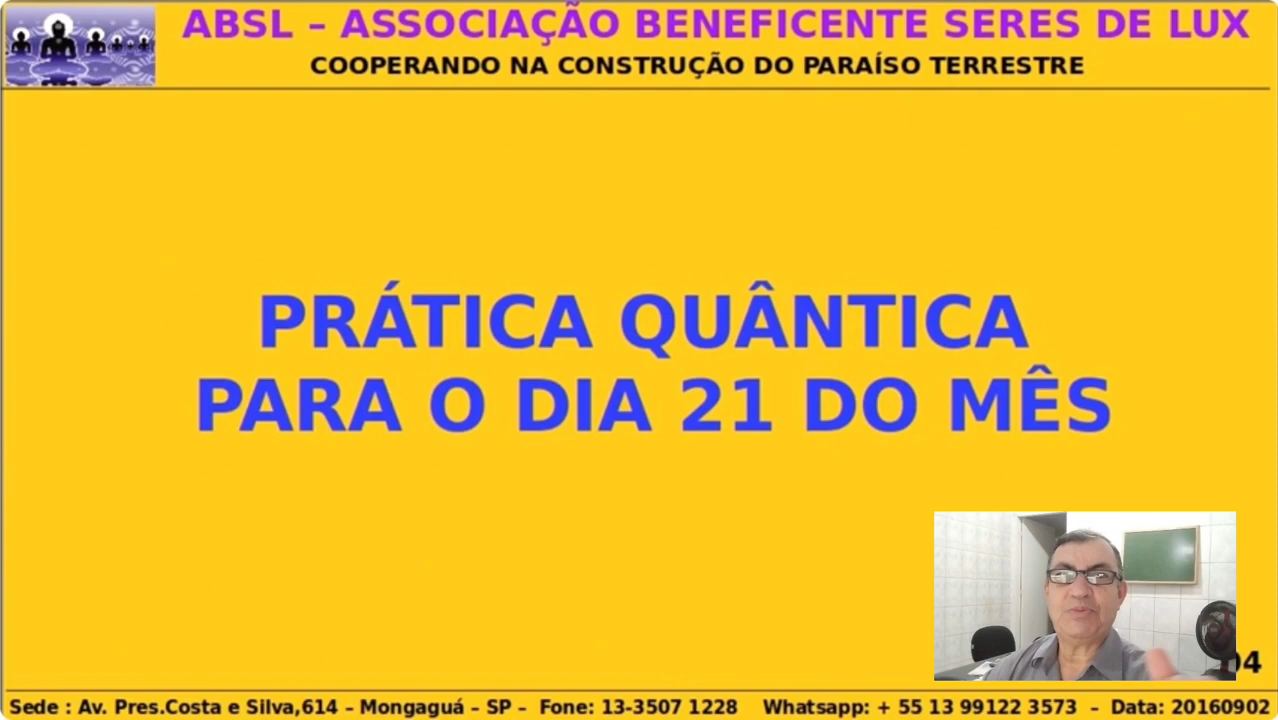 ABSL – ASSOCIAÇÃO BENEFICENTE SERES DE LUX
COOPERANDO NA CONSTRUÇÃO DO PARAÍSO TERRESTRE
PRÁTICA QUÂNTICA
PARA O DIA 21 DO MÊS
04
Sede : Av. Pres.Costa e Silva,614 – Mongaguá – SP – Fone: 13-3507 1228 Whatsapp: + 55 13 99122 3573 – Data: 20160902